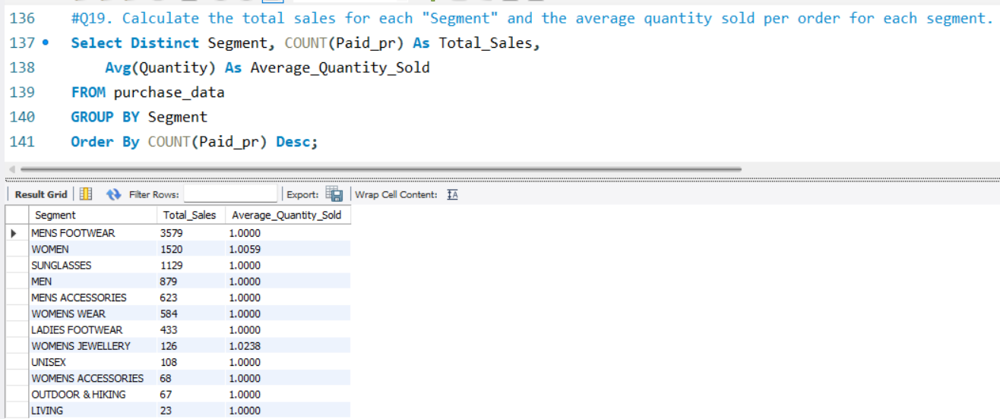 136 #Q19. Calculate the total sales for each "Segment" and the average quantity sold per order for each segment.
137 Select Distinct Segment, COUNT(Paid_pr) As Total_Sales,
138 Avg(Quantity) As Average_Quantity_Sold
139 FROM purchase_data
140 GROUP BY Segment
141 Order By COUNT(Paid_pr) Desc;
Result Grid Filter Rows: Export: Wrap Cell Content:
Segment Total_Sales Average_Quantity_Sold
MENS FOOTWEAR 3579 1.0000
WOMEN 1520 1.0059
SUNGLASSES 1129 1.0000
MEN 879 1.0000
MENS ACCESSORIES 623 1.0000
WOMENS WEAR 584 1.0000
LADIES FOOTWEAR 433 1.0000
WOMENS JEWELLERY 126 1.0238
UNISEX 108 1.0000
WOMENS ACCESSORIES 68 1.0000
OUTDOOR & HIKING 67 1.0000
LIVING 23 1.0000